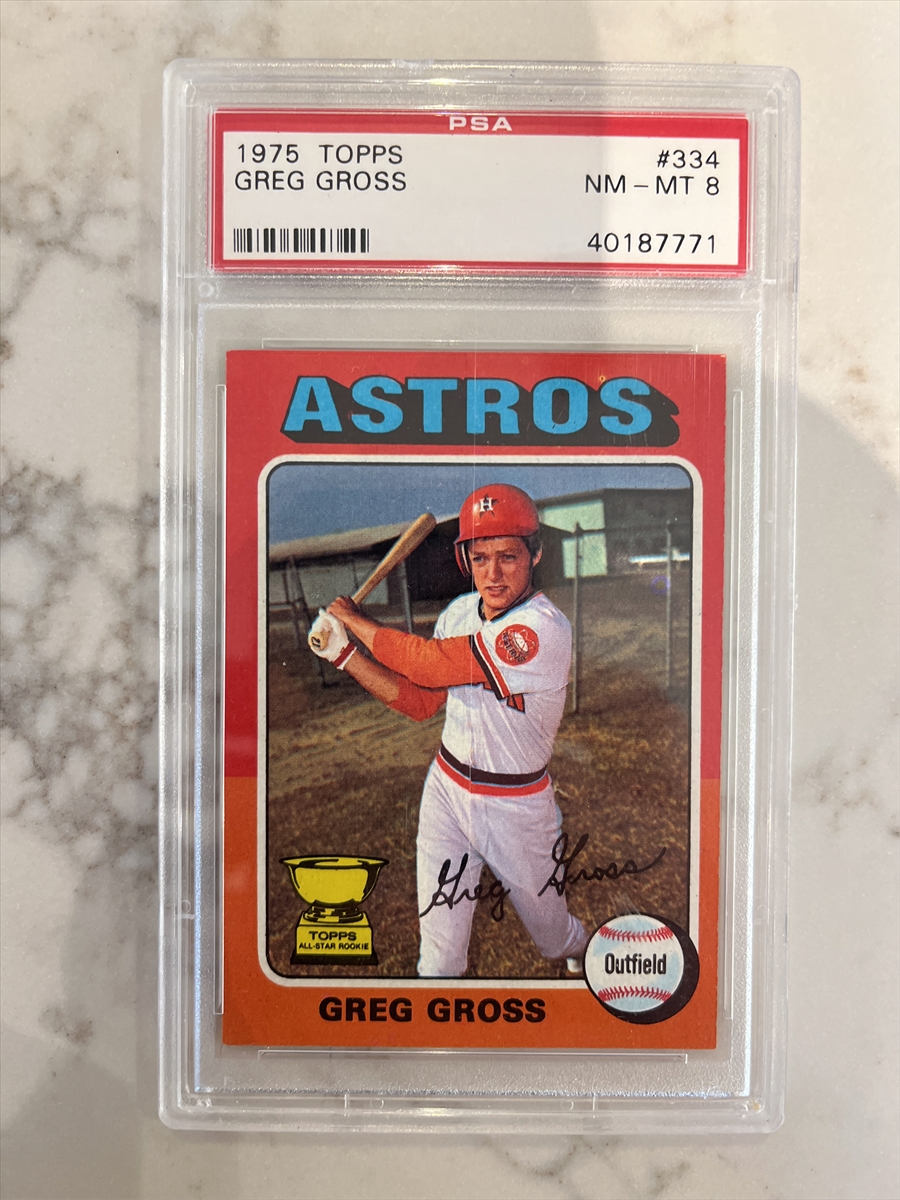 PSA
1975 TOPPS #334
GREG GROSS NM - MT 8
40187771
ASTROS
H
Greg Gross
TOPPS
ALL-STAR ROOKIE
Outfield
GREG GROSS